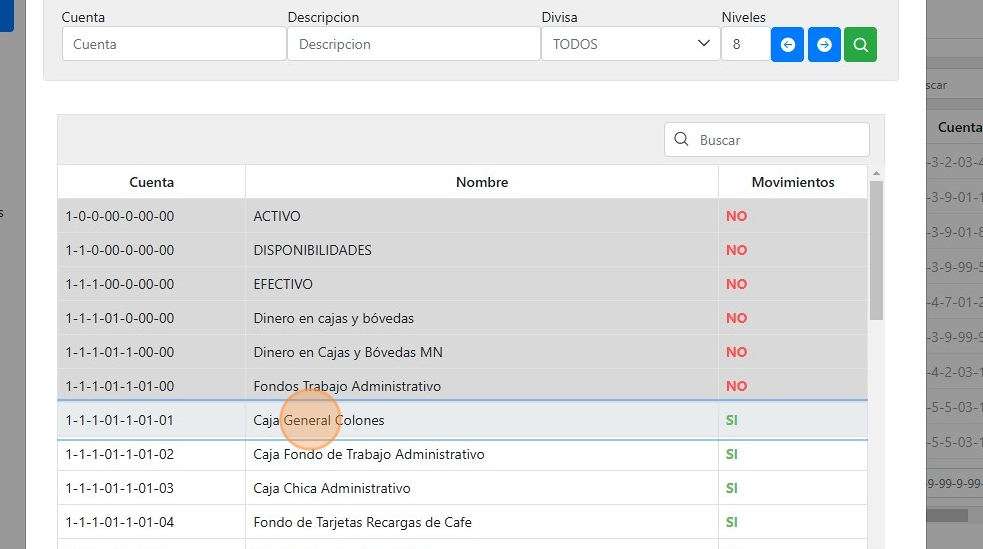 Cuenta Descripcion Divisa Niveles
Cuenta Descripcion TODOS 8
Buscar
Cuenta Nombre Movimientos
1-0-0-00-0-00-00 ACTIVO NO
1-1-0-00-0-00-00 DISPONIBILIDADES NO
1-1-1-00-0-00-00 EFECTIVO NO
1-1-1-01-0-00-00 Dinero en cajas y bóvedas NO
1-1-1-01-1-00-00 Dinero en Cajas y Bóvedas MN NO
1-1-1-01-1-01-00 Fondos Trabajo Administrativo NO
1-1-1-01-1-01-01 Caja General Colones SI
1-1-1-01-1-01-02 Caja Fondo de Trabajo Administrativo SI
1-1-1-01-1-01-03 Caja Chica Administrativo SI
1-1-1-01-1-01-04 Fondo de Tarjetas Recargas de Cafe SI
s
scar
Cuenta
-3-2-03-4
-3-9-01-1
-3-9-01-8
-3-9-99-5
-4-7-01-2
-3-9-99-9
-4-2-03-1
-5-5-03-1
-5-5-03-1
9-99-9-99-